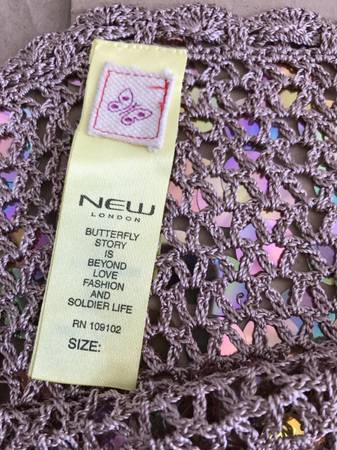 NEW
LONDON
BUTTERFLY
STORY
IS
BEYOND
LOVE
FASHION
AND
SOLDIER LIFE
RN 109102
SIZE: